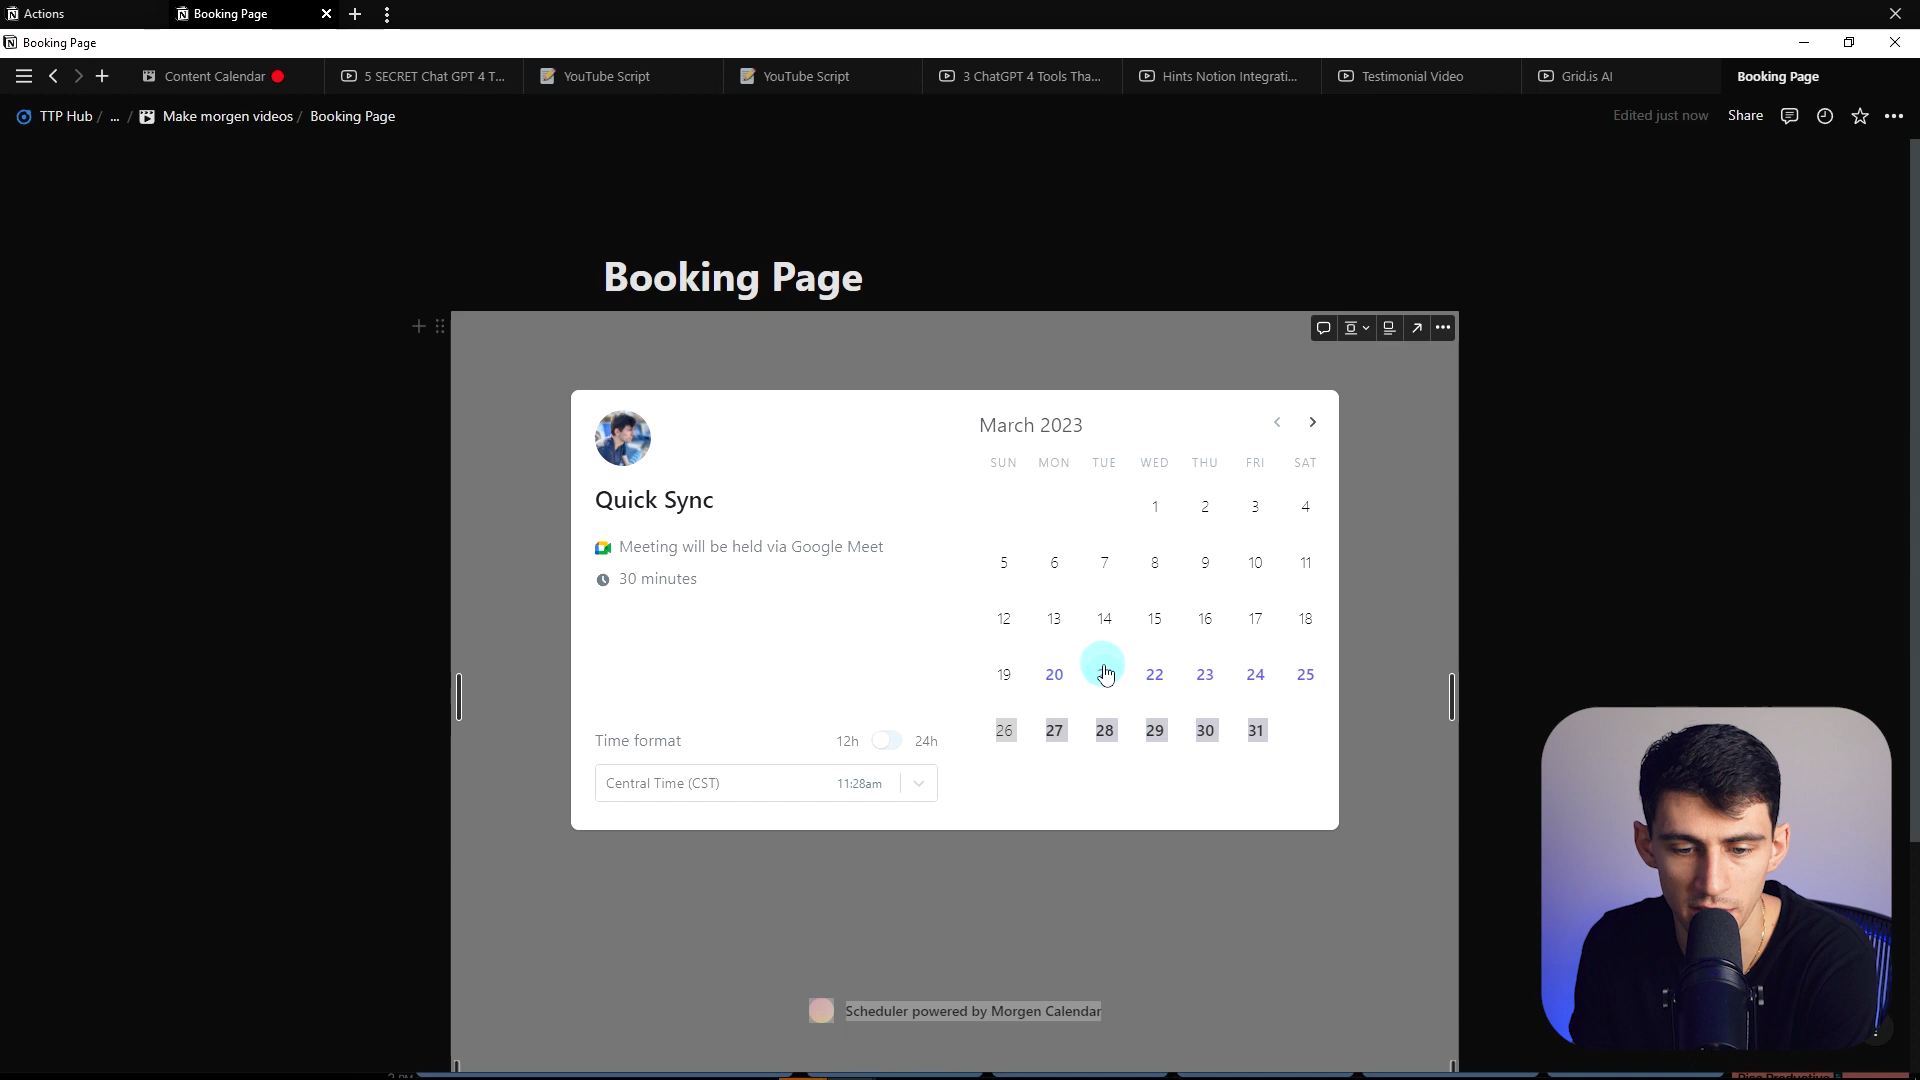 Actions
Booking Page
Booking Page
Content Calendar
5 SECRET Chat GPT 4 T...
YouTube Script
YouTube Script
3 ChatGPT 4 Tools Tha...
Hints Notion Integrati...
Testimonial Video
Grid.is AI
Booking Page
TTP Hub / ... / Make morgen videos / Booking Page
Edited just now
Share
Booking Page
Quick Sync
Meeting will be held via Google Meet
30 minutes
Time format
12h
24h
Central Time (CST)
11:28am
March 2023
SUN MON TUE WED THU FRI SAT
1 2 3 4
5 6 7 8 9 10 11
12 13 14 15 16 17 18
19 20 22 23 24 25
26 27 28 29 30 31
Scheduler powered by Morgen Calendar